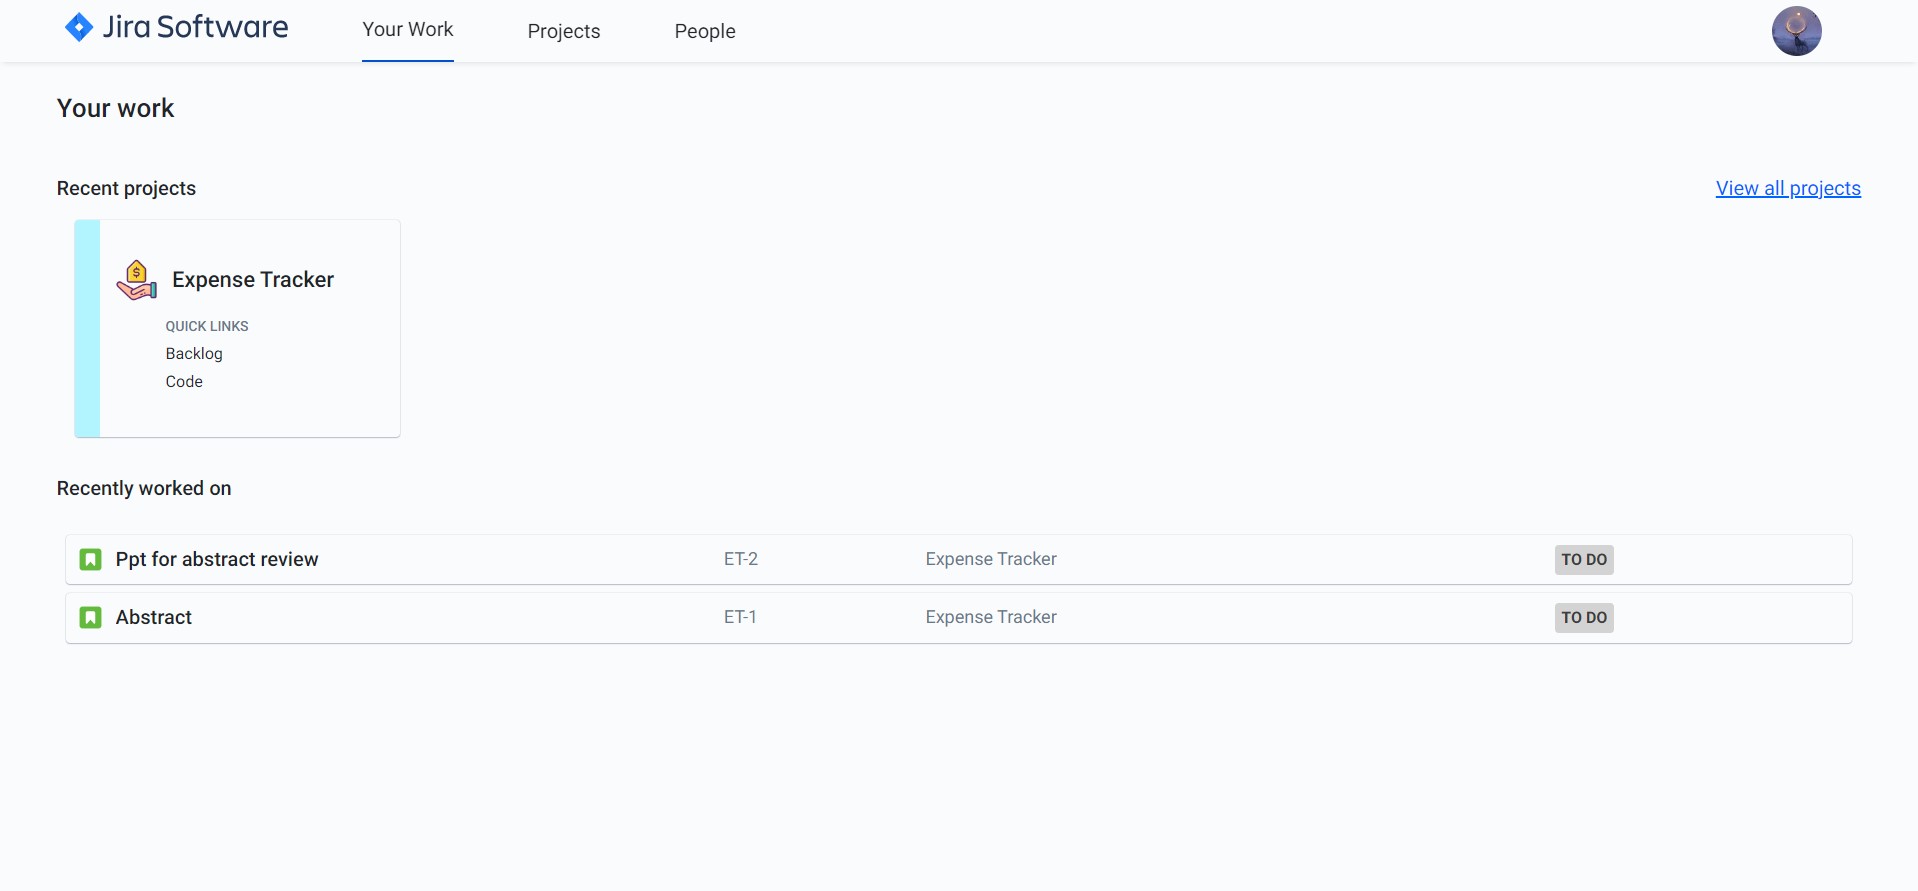 Jira Software
Your Work
Projects
People
Your work
Recent projects
View all projects
$
Expense Tracker
QUICK LINKS
Backlog
Code
Recently worked on
Ppt for abstract review ET-2 Expense Tracker TO DO
Abstract ET-1 Expense Tracker TO DO